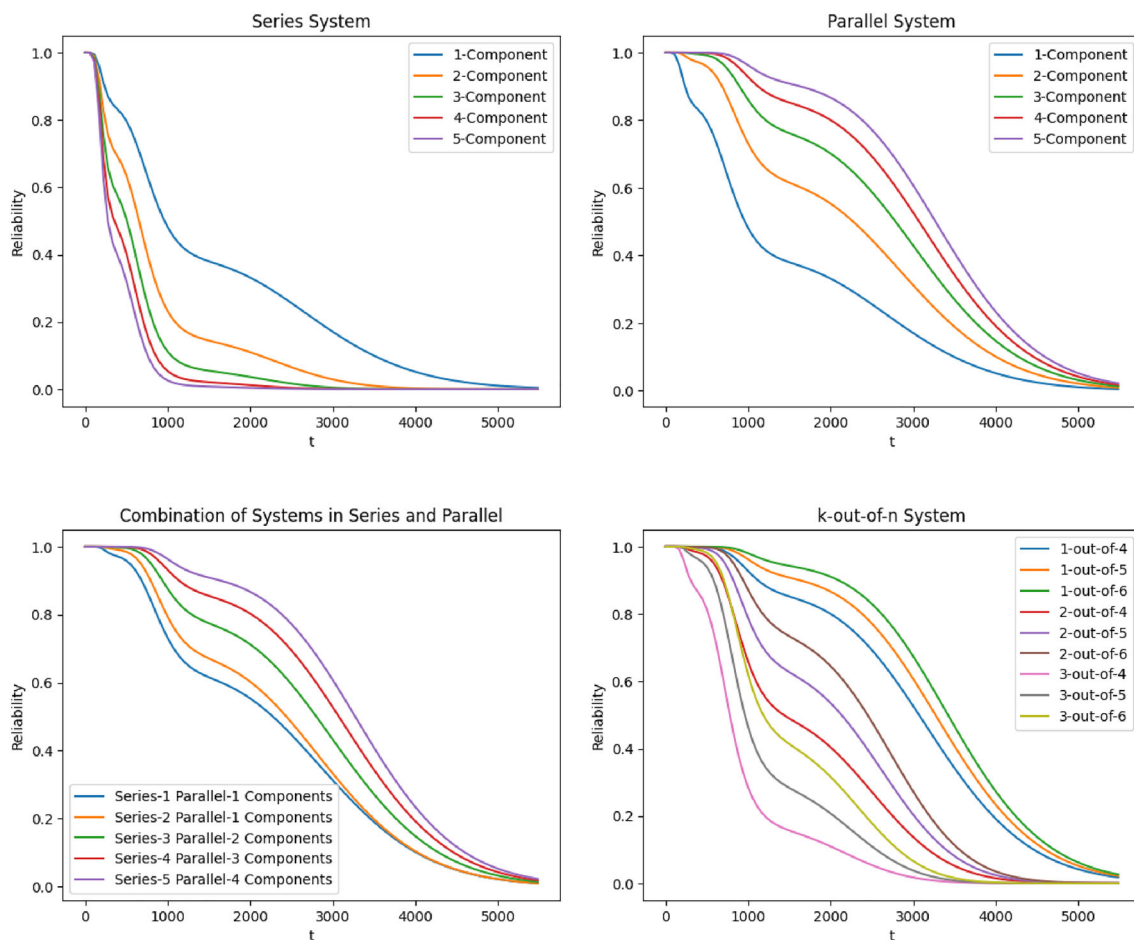 Series System
1.0
0.8
0.6
0.4
0.2
0.0
Reliability
0 1000 2000 3000 4000 5000
t
1-Component
2-Component
3-Component
4-Component
5-Component
Parallel System
1.0
0.8
0.6
0.4
0.2
0.0
Reliability
0 1000 2000 3000 4000 5000
t
1-Component
2-Component
3-Component
4-Component
5-Component
Combination of Systems in Series and Parallel
1.0
0.8
0.6
0.4
0.2
0.0
Reliability
0 1000 2000 3000 4000 5000
t
Series-1 Parallel-1 Components
Series-2 Parallel-1 Components
Series-3 Parallel-2 Components
Series-4 Parallel-3 Components
Series-5 Parallel-4 Components
k-out-of-n System
1.0
0.8
0.6
0.4
0.2
0.0
Reliability
0 1000 2000 3000 4000 5000
t
1-out-of-4
1-out-of-5
1-out-of-6
2-out-of-4
2-out-of-5
2-out-of-6
3-out-of-4
3-out-of-5
3-out-of-6